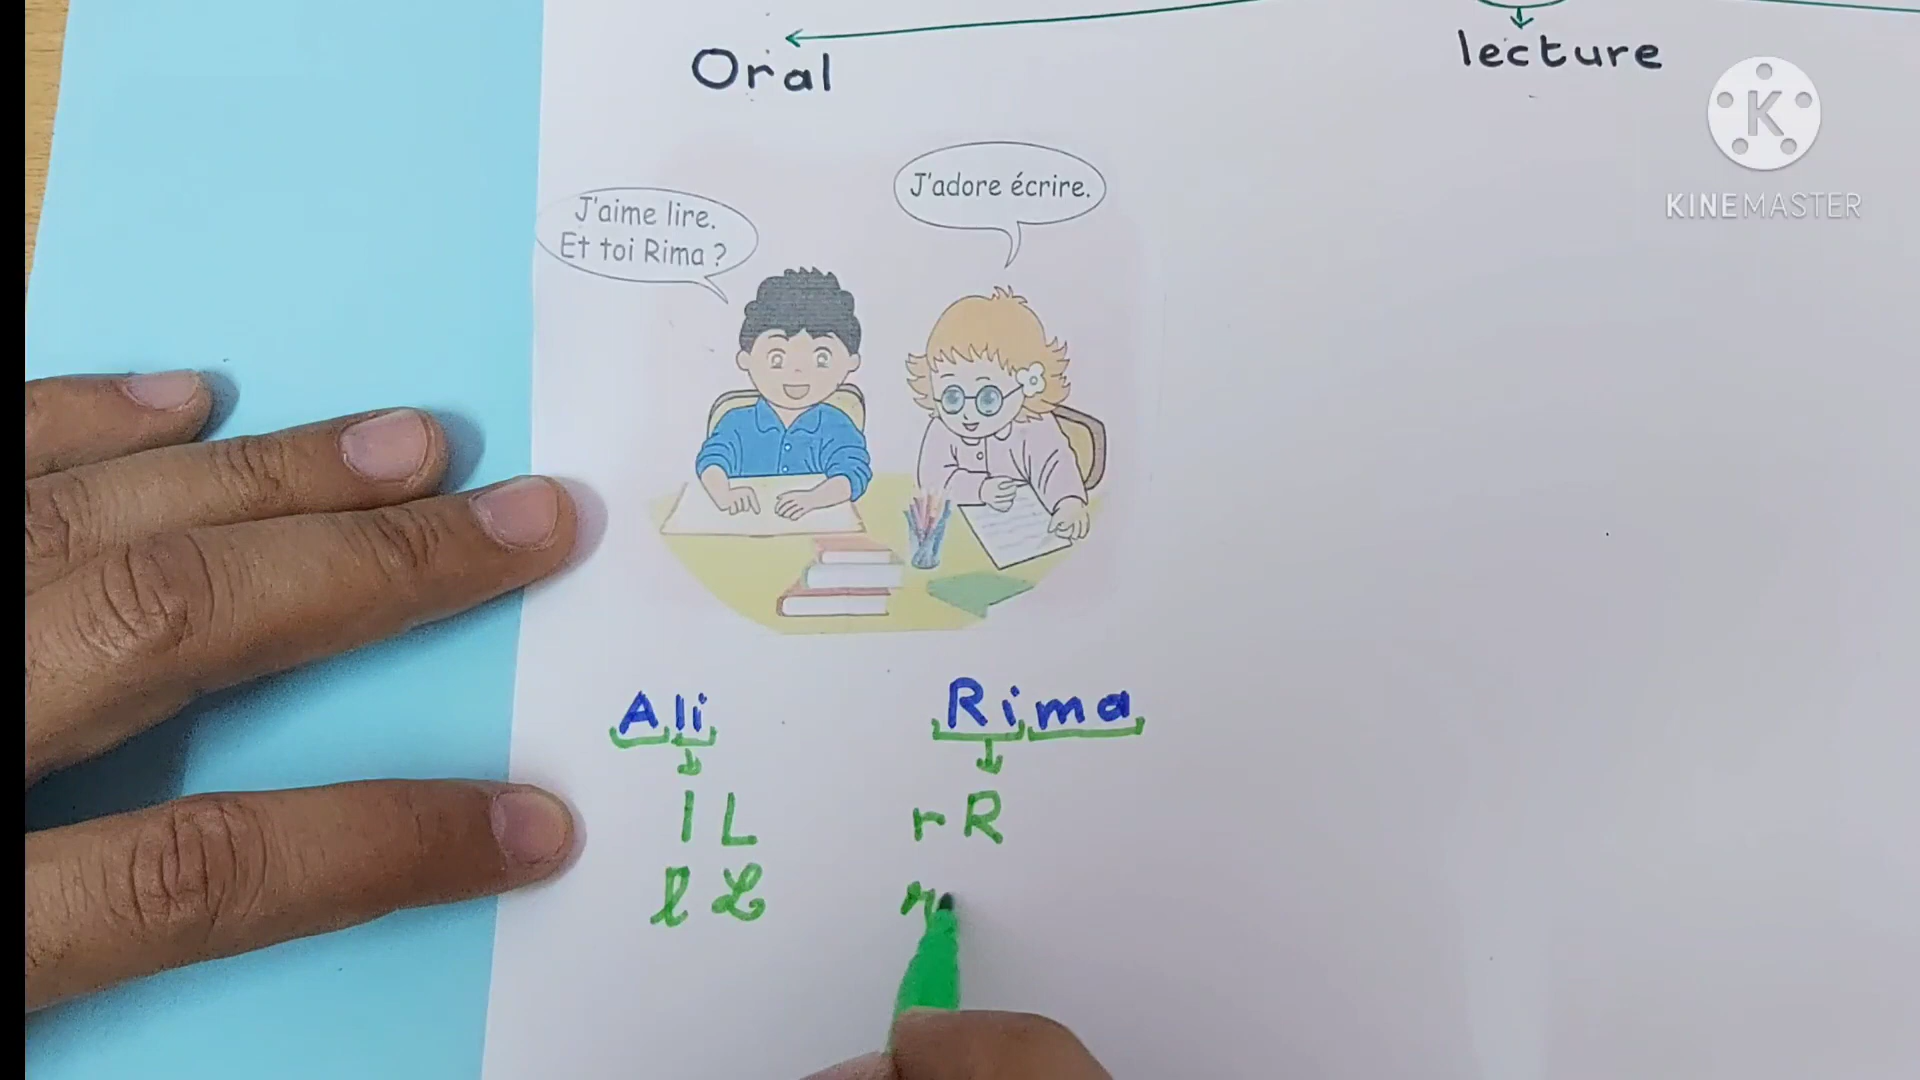 Oral
lecture
K
KINEMASTER
J'adore écrire.
J'aime lire.
Et toi Rima ?
Ali
Rima
l L
r R
l L
r